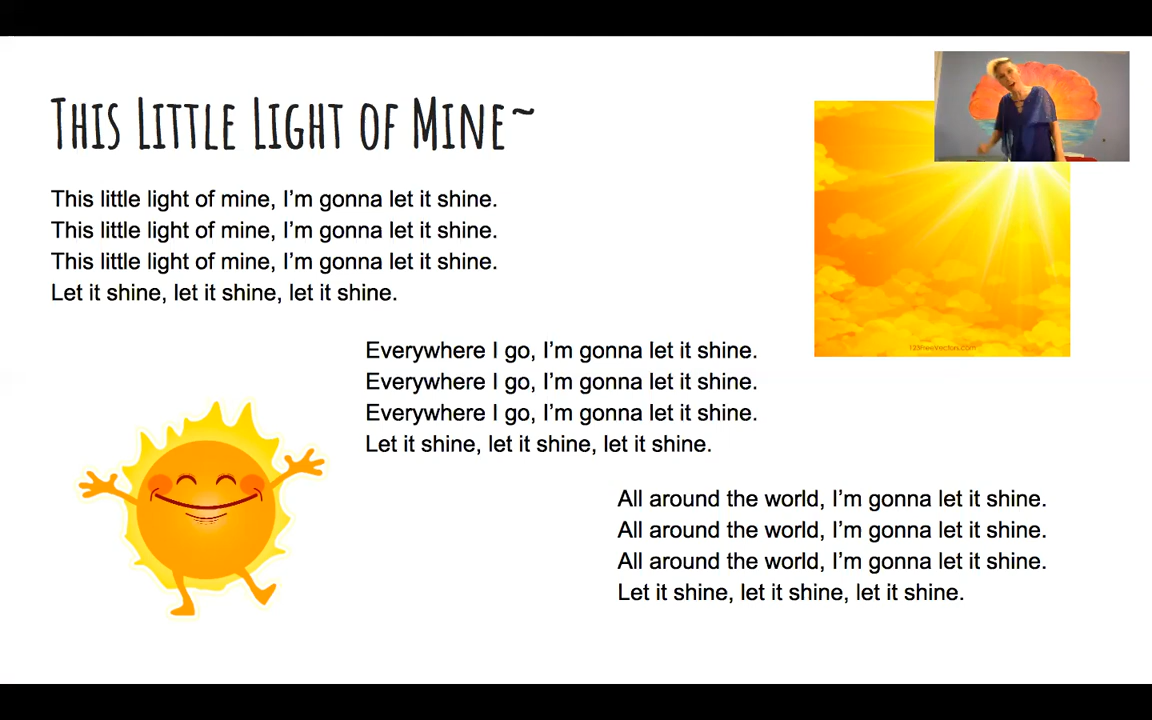 This Little Light of Mine~
This little light of mine, I’m gonna let it shine.
This little light of mine, I’m gonna let it shine.
This little light of mine, I’m gonna let it shine.
Let it shine, let it shine, let it shine.
Everywhere I go, I’m gonna let it shine.
Everywhere I go, I’m gonna let it shine.
Everywhere I go, I’m gonna let it shine.
Let it shine, let it shine, let it shine.
All around the world, I’m gonna let it shine.
All around the world, I’m gonna let it shine.
All around the world, I’m gonna let it shine.
Let it shine, let it shine, let it shine.